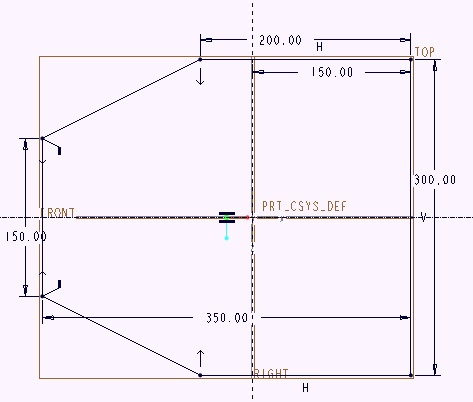 200.00
H
TOP
150.00
300.00
PRT_CSYS_DEF
FRONT
V
150.00
350.00
RIGHT
H